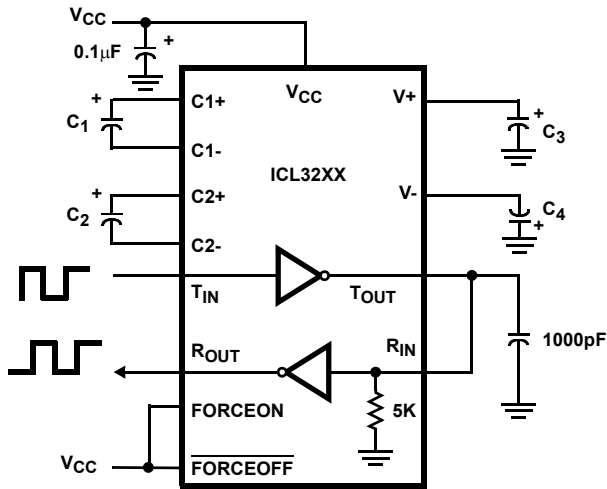 VCC
0.1μF +
VCC
+ C1
C1+
C1-
V+
+ C3
ICL32XX
+ C2
C2+
C2-
V-
C4 +
TIN
TOUT
ROUT
RIN
1000pF
5K
FORCEON
VCC
FORCEOFF